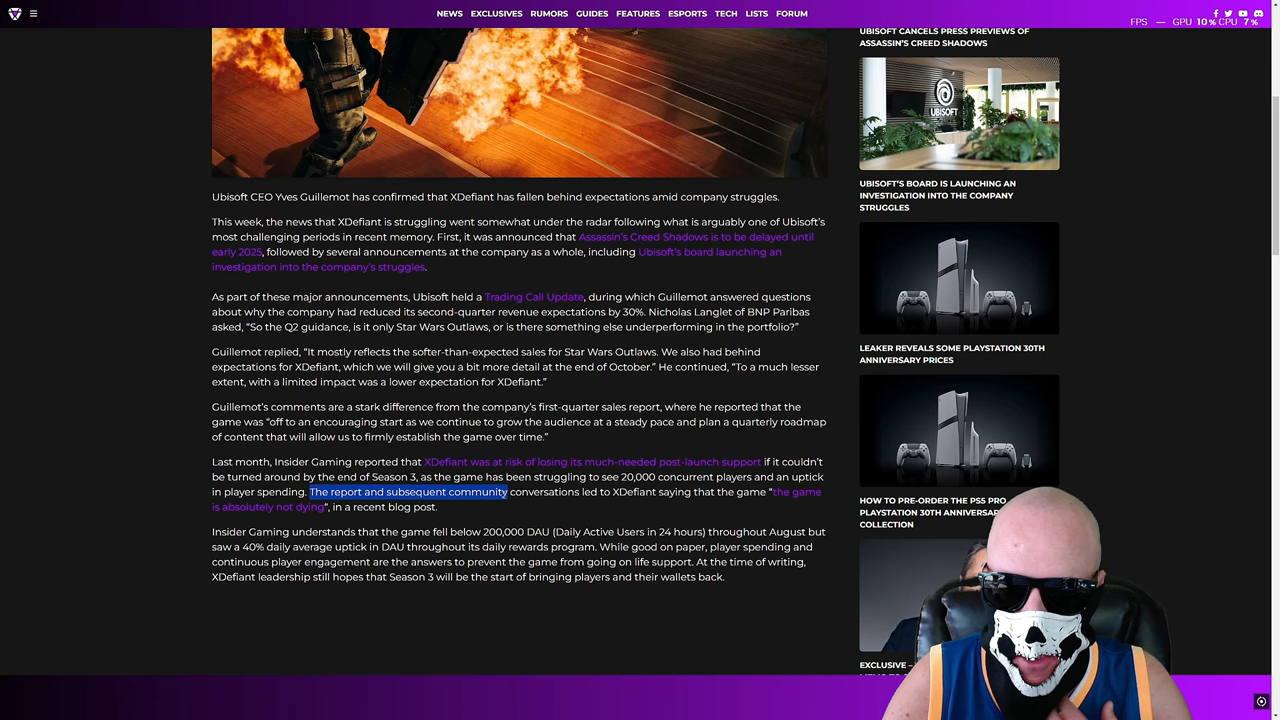 NEWS EXCLUSIVES RUMORS GUIDES FEATURES ESPORTS TECH LISTS FORUM
FPS — GPU 10 % CPU 7 %
Ubisoft CEO Yves Guillemot has confirmed that XDefiant has fallen behind expectations amid company struggles.
This week, the news that XDefiant is struggling went somewhat under the radar following what is arguably one of Ubisoft's
most challenging periods in recent memory. First, it was announced that Assassin's Creed Shadows is to be delayed until
early 2025, followed by several announcements at the company as a whole, including Ubisoft's board launching an
investigation into the company's struggles.
As part of these major announcements, Ubisoft held a Trading Call Update, during which Guillemot answered questions
about why the company had reduced its second-quarter revenue expectations by 30%. Nicholas Langlet of BNP Paribas
asked, “So the Q2 guidance, is it only Star Wars Outlaws, or is there something else underperforming in the portfolio?”
Guillemot replied, “It mostly reflects the softer-than-expected sales for Star Wars Outlaws. We also had behind
expectations for XDefiant, which we will give you a bit more detail at the end of October.” He continued, “To a much lesser
extent, with a limited impact was a lower expectation for XDefiant.”
Guillemot's comments are a stark difference from the company's first-quarter sales report, where he reported that the
game was “off to an encouraging start as we continue to grow the audience at a steady pace and plan a quarterly roadmap
of content that will allow us to firmly establish the game over time.”
Last month, Insider Gaming reported that XDefiant was at risk of losing its much-needed post-launch support if it couldn't
be turned around by the end of Season 3, as the game has been struggling to see 20,000 concurrent players and an uptick
in player spending. The report and subsequent community conversations led to XDefiant saying that the game “the game
is absolutely not dying“, in a recent blog post.
Insider Gaming understands that the game fell below 200,000 DAU (Daily Active Users in 24 hours) throughout August but
saw a 40% daily average uptick in DAU throughout its daily rewards program. While good on paper, player spending and
continuous player engagement are the answers to prevent the game from going on life support. At the time of writing,
XDefiant leadership still hopes that Season 3 will be the start of bringing players and their wallets back.
UBISOFT CANCELS PRESS PREVIEWS OF
ASSASSIN'S CREED SHADOWS
UBISOFT
UBISOFT'S BOARD IS LAUNCHING AN
INVESTIGATION INTO THE COMPANY
STRUGGLES
LEAKER REVEALS SOME PLAYSTATION 30TH
ANNIVERSARY PRICES
HOW TO PRE-ORDER THE PS5 PRO
PLAYSTATION 30TH
COLLECTION
EXCLUSIVE –